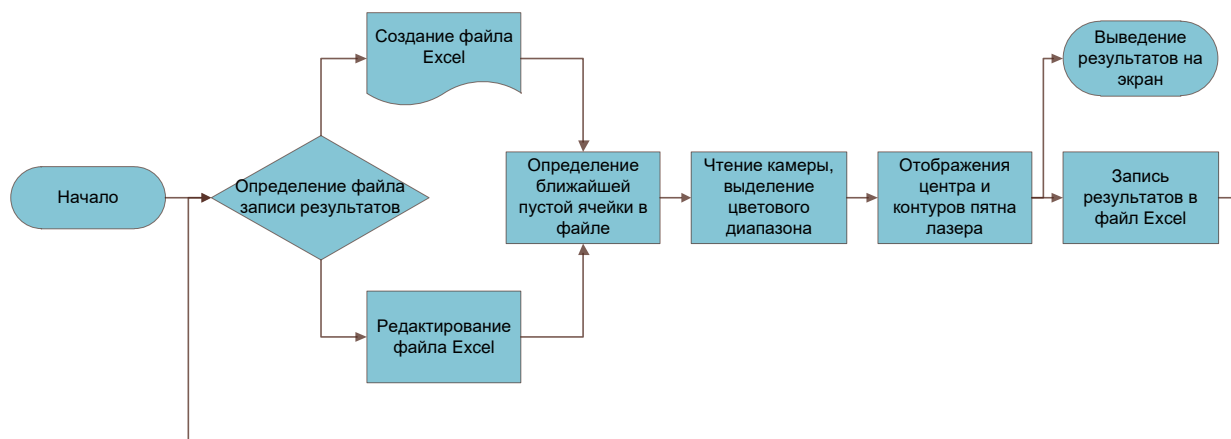 Начало
Определение файла
записи результатов
Создание файла
Excel
Редактирование
файла Excel
Определение
ближайшей
пустой ячейки в
файле
Чтение камеры,
выделение
цветового
диапазона
Отображения
центра и
контуров пятна
лазера
Выведение
результатов на
экран
Запись
результатов в
файл Excel